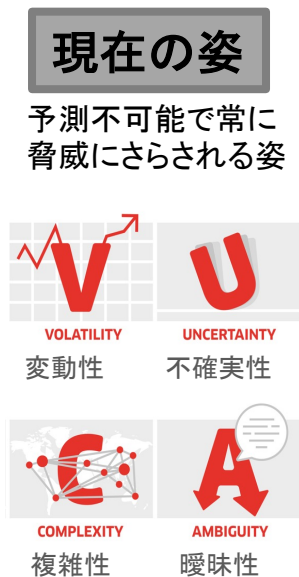 現在の姿
予測不可能で常に
脅威にさらされる姿
V
U
VOLATILITY
UNCERTAINTY
変動性
不確実性
C
A
COMPLEXITY
AMBIGUITY
複雑性
曖昧性